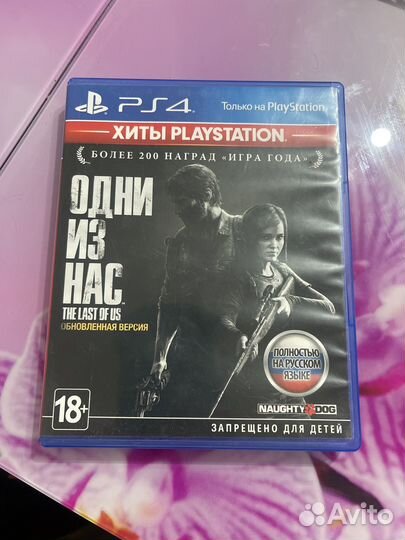 PS4
Только на PlayStation
ХИТЫ PLAYSTATION
БОЛЕЕ 200 НАГРАД «ИГРА ГОДА»
ОДНИ
ИЗ
НАС
THE LAST OF US
ОБНОВЛЕННАЯ ВЕРСИЯ
ПОЛНОСТЬЮ
НА РУССКОМ
ЯЗЫКЕ
18+
NAUGHTY DOG
ЗАПРЕЩЕНО ДЛЯ ДЕТЕЙ
Avito